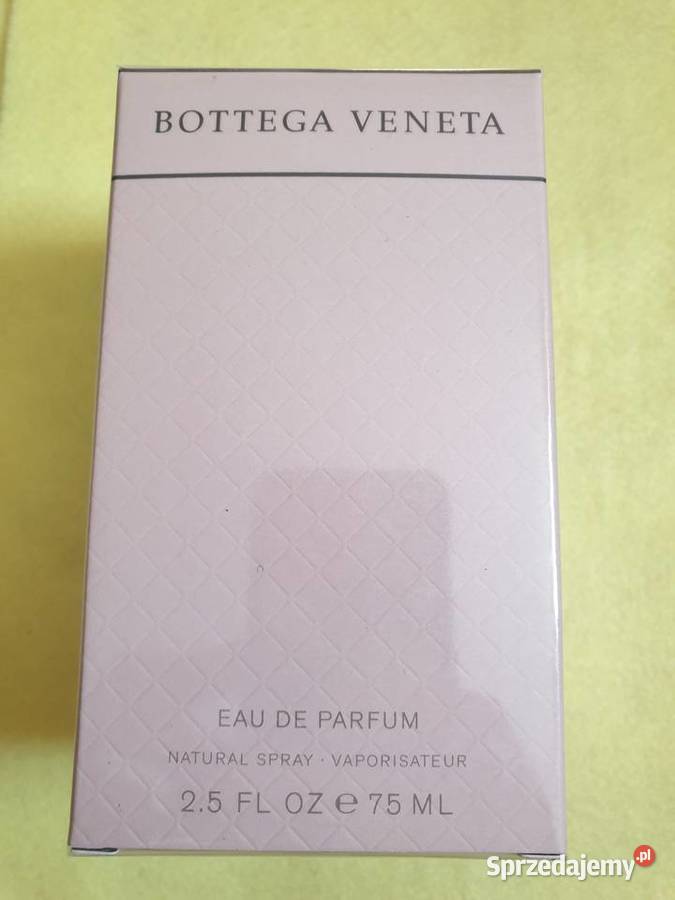 BOTTEGA VENETA
EAU DE PARFUM
NATURAL SPRAY · VAPORISATEUR
2.5 FL OZ e 75 ML
Sprzedajemy.pl